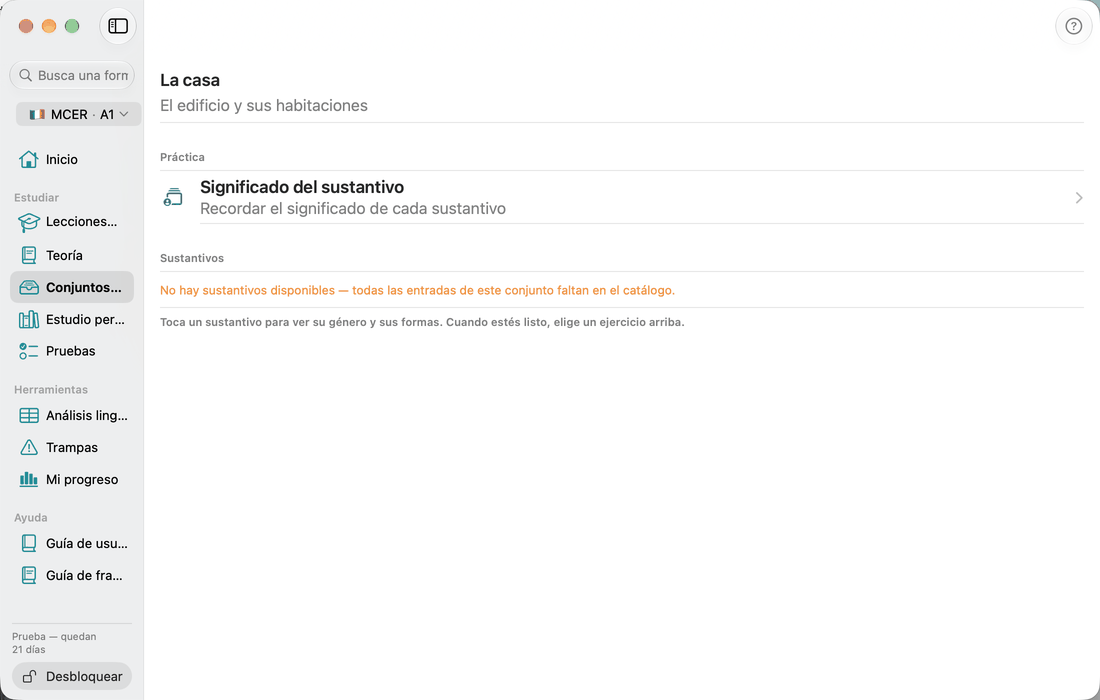 Busca una forn
MCER · A1
Inicio
Estudiar
Lecciones...
Teoría
Conjuntos...
Estudio per...
Pruebas
Herramientas
Análisis ling...
Trampas
Mi progreso
Ayuda
Guía de usu...
Guía de fra...
Prueba — quedan
21 días
Desbloquear
?
La casa
El edificio y sus habitaciones
Práctica
Significado del sustantivo
Recordar el significado de cada sustantivo
Sustantivos
No hay sustantivos disponibles — todas las entradas de este conjunto faltan en el catálogo.
Toca un sustantivo para ver su género y sus formas. Cuando estés listo, elige un ejercicio arriba.